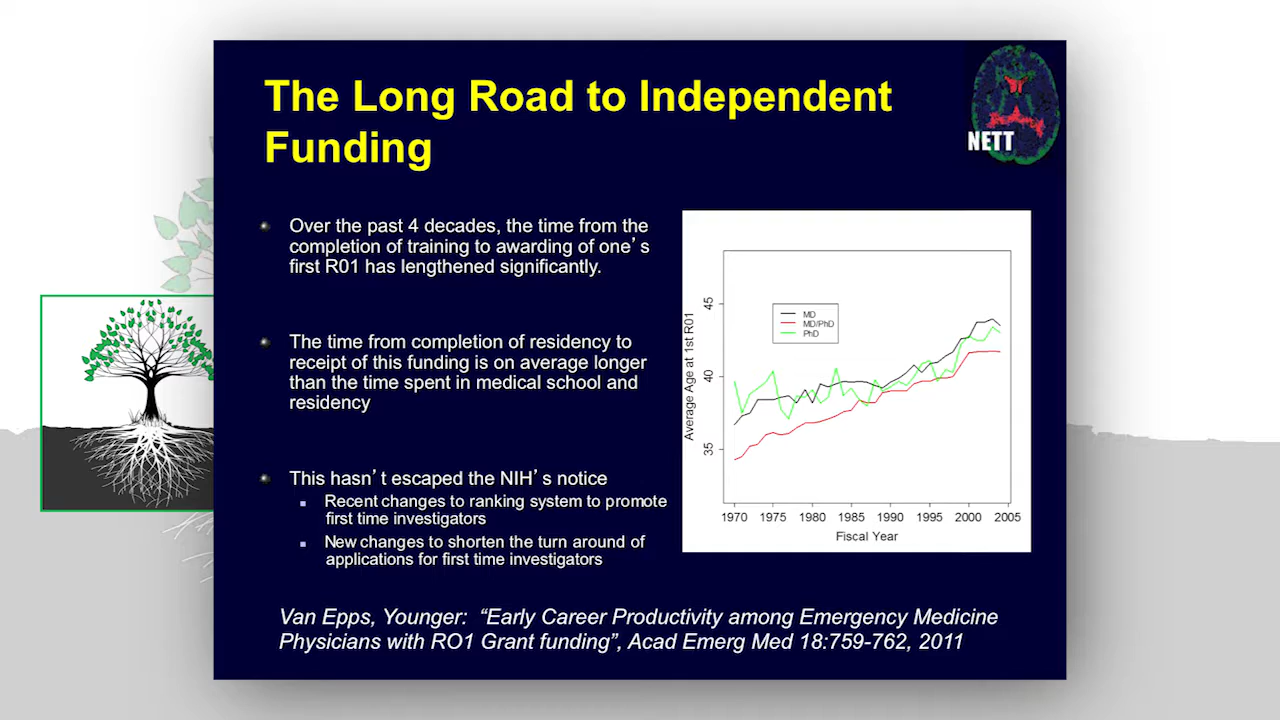 The Long Road to Independent
Funding
NETT
Over the past 4 decades, the time from the
completion of training to awarding of one’s
first R01 has lengthened significantly.
The time from completion of residency to
receipt of this funding is on average longer
than the time spent in medical school and
residency
This hasn’t escaped the NIH’s notice
Recent changes to ranking system to promote
first time investigators
New changes to shorten the turn around of
applications for first time investigators
45
40
35
Average Age at 1st R01
MD
MD/PhD
PhD
1970 1975 1980 1985 1990 1995 2000 2005
Fiscal Year
Van Epps, Younger: “Early Career Productivity among Emergency Medicine
Physicians with RO1 Grant funding”, Acad Emerg Med 18:759-762, 2011